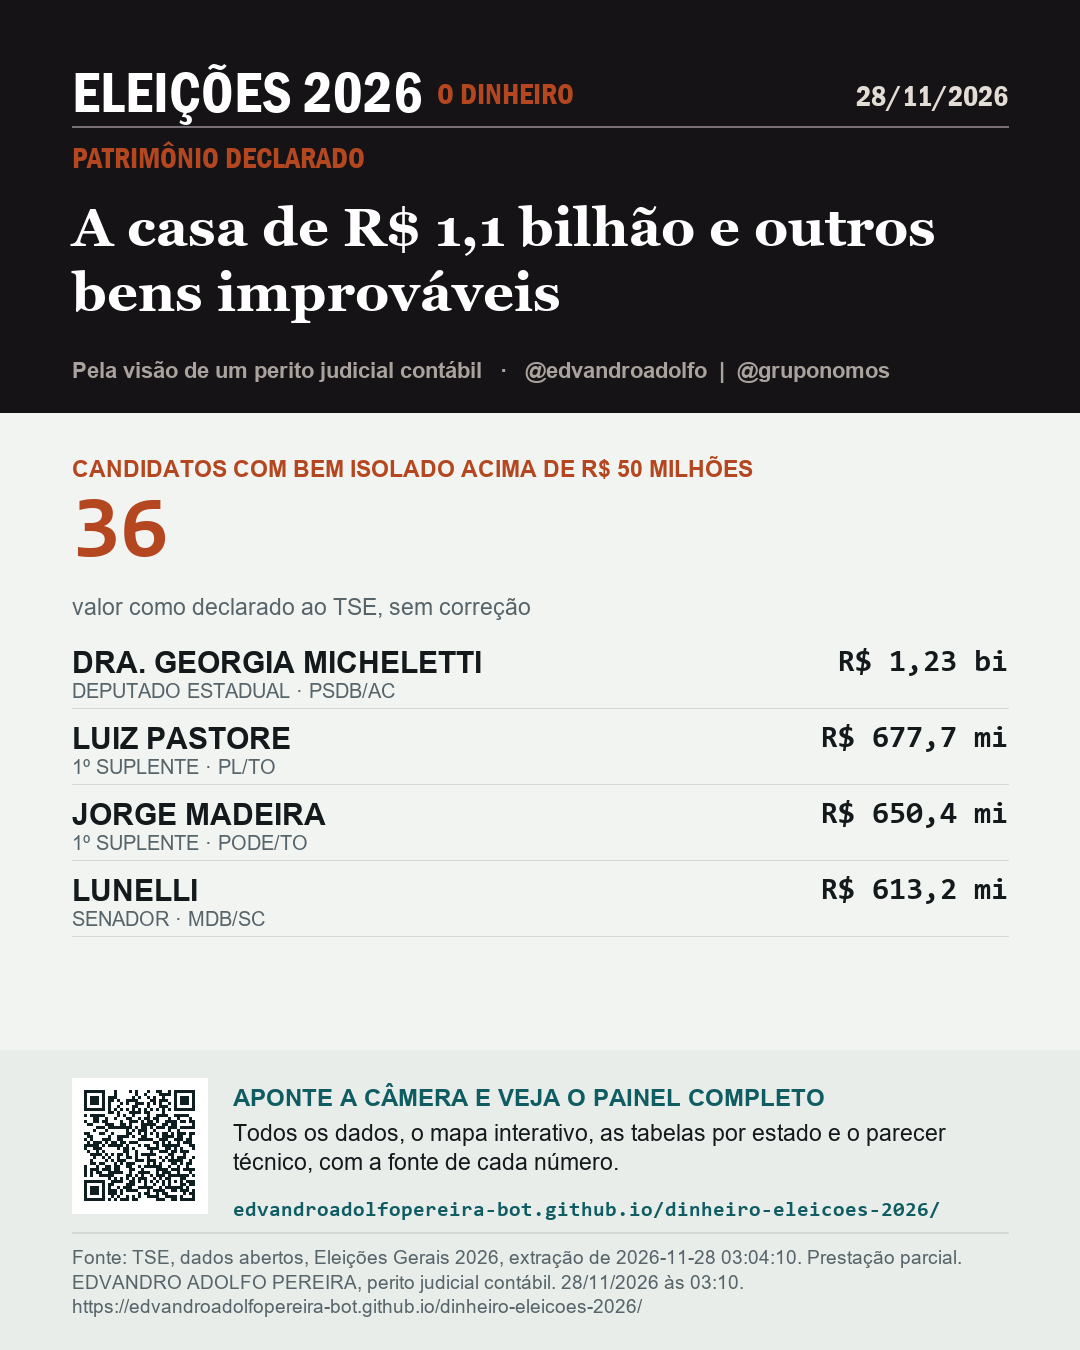 ELEIÇÕES 2026 O DINHEIRO 28/11/2026
PATRIMÔNIO DECLARADO
A casa de R$ 1,1 bilhão e outros
bens improváveis
Pela visão de um perito judicial contábil · @edvandroadolfo | @gruponomos
CANDIDATOS COM BEM ISOLADO ACIMA DE R$ 50 MILHÕES
36
valor como declarado ao TSE, sem correção
DRA. GEORGIA MICHELETTI R$ 1,23 bi
DEPUTADO ESTADUAL · PSDB/AC
LUIZ PASTORE R$ 677,7 mi
1º SUPLENTE · PL/TO
JORGE MADEIRA R$ 650,4 mi
1º SUPLENTE · PODE/TO
LUNELLI R$ 613,2 mi
SENADOR · MDB/SC
APONTE A CÂMERA E VEJA O PAINEL COMPLETO
Todos os dados, o mapa interativo, as tabelas por estado e o parecer
técnico, com a fonte de cada número.
edvandroadolfopereira-bot.github.io/dinheiro-eleicoes-2026/
Fonte: TSE, dados abertos, Eleições Gerais 2026, extração de 2026-11-28 03:04:10. Prestação parcial.
EDVANDRO ADOLFO PEREIRA, perito judicial contábil. 28/11/2026 às 03:10.
https://edvandroadolfopereira-bot.github.io/dinheiro-eleicoes-2026/